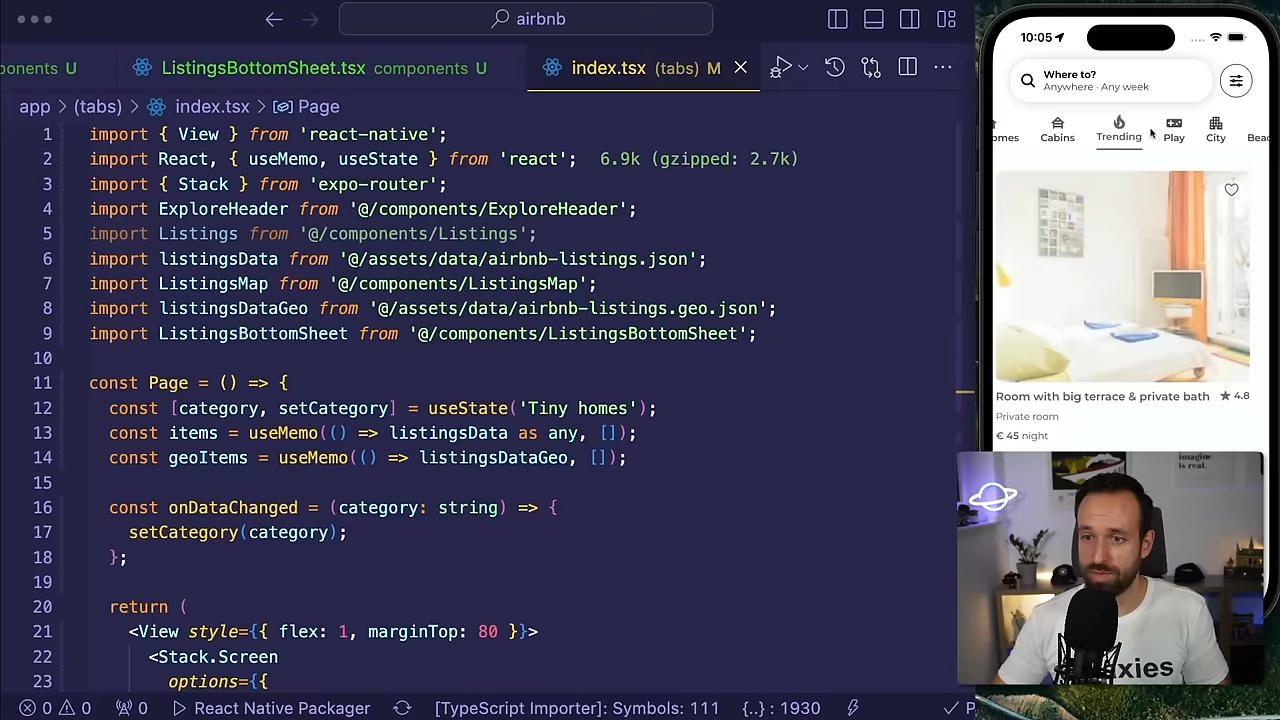 airbnb
ponents U
ListingsBottomSheet.tsx components U
index.tsx (tabs) M
app > (tabs) > index.tsx > Page
1 import { View } from 'react-native';
2 import React, { useMemo, useState } from 'react'; 6.9k (gzipped: 2.7k)
3 import { Stack } from 'expo-router';
4 import ExploreHeader from '@/components/ExploreHeader';
5 import Listings from '@/components/Listings';
6 import listingsData from '@/assets/data/airbnb-listings.json';
7 import ListingsMap from '@/components/ListingsMap';
8 import listingsDataGeo from '@/assets/data/airbnb-listings.geo.json';
9 import ListingsBottomSheet from '@/components/ListingsBottomSheet';
10
11 const Page = () => {
12 const [category, setCategory] = useState('Tiny homes');
13 const items = useMemo(() => listingsData as any, []);
14 const geoItems = useMemo(() => listingsDataGeo, []);
15
16 const onDataChanged = (category: string) => {
17 setCategory(category);
18 };
19
20 return (
21 <View style={{ flex: 1, marginTop: 80 }}>
22 <Stack.Screen
23 options={{
0 0 0 React Native Packager [TypeScript Importer]: Symbols: 111 {..} : 1930 P
10:05
Where to?
Anywhere · Any week
omes Cabins Trending Play City Beac
Room with big terrace & private bath ★ 4.8
Private room
€ 45 night
imagine
is real.
axies